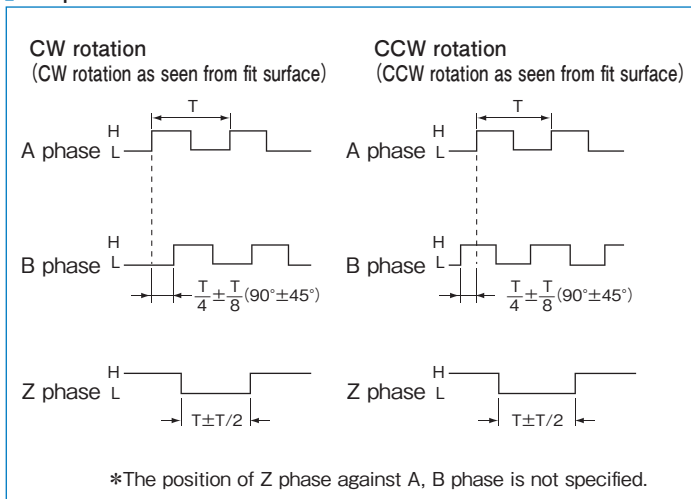 CW rotation
(CW rotation as seen from fit surface)
T
A phase H L
B phase H L
T/4±T/8(90°±45°)
Z phase H L
T±T/2
CCW rotation
(CCW rotation as seen from fit surface)
T
A phase H L
B phase H L
T/4±T/8(90°±45°)
Z phase H L
T±T/2
*The position of Z phase against A, B phase is not specified.